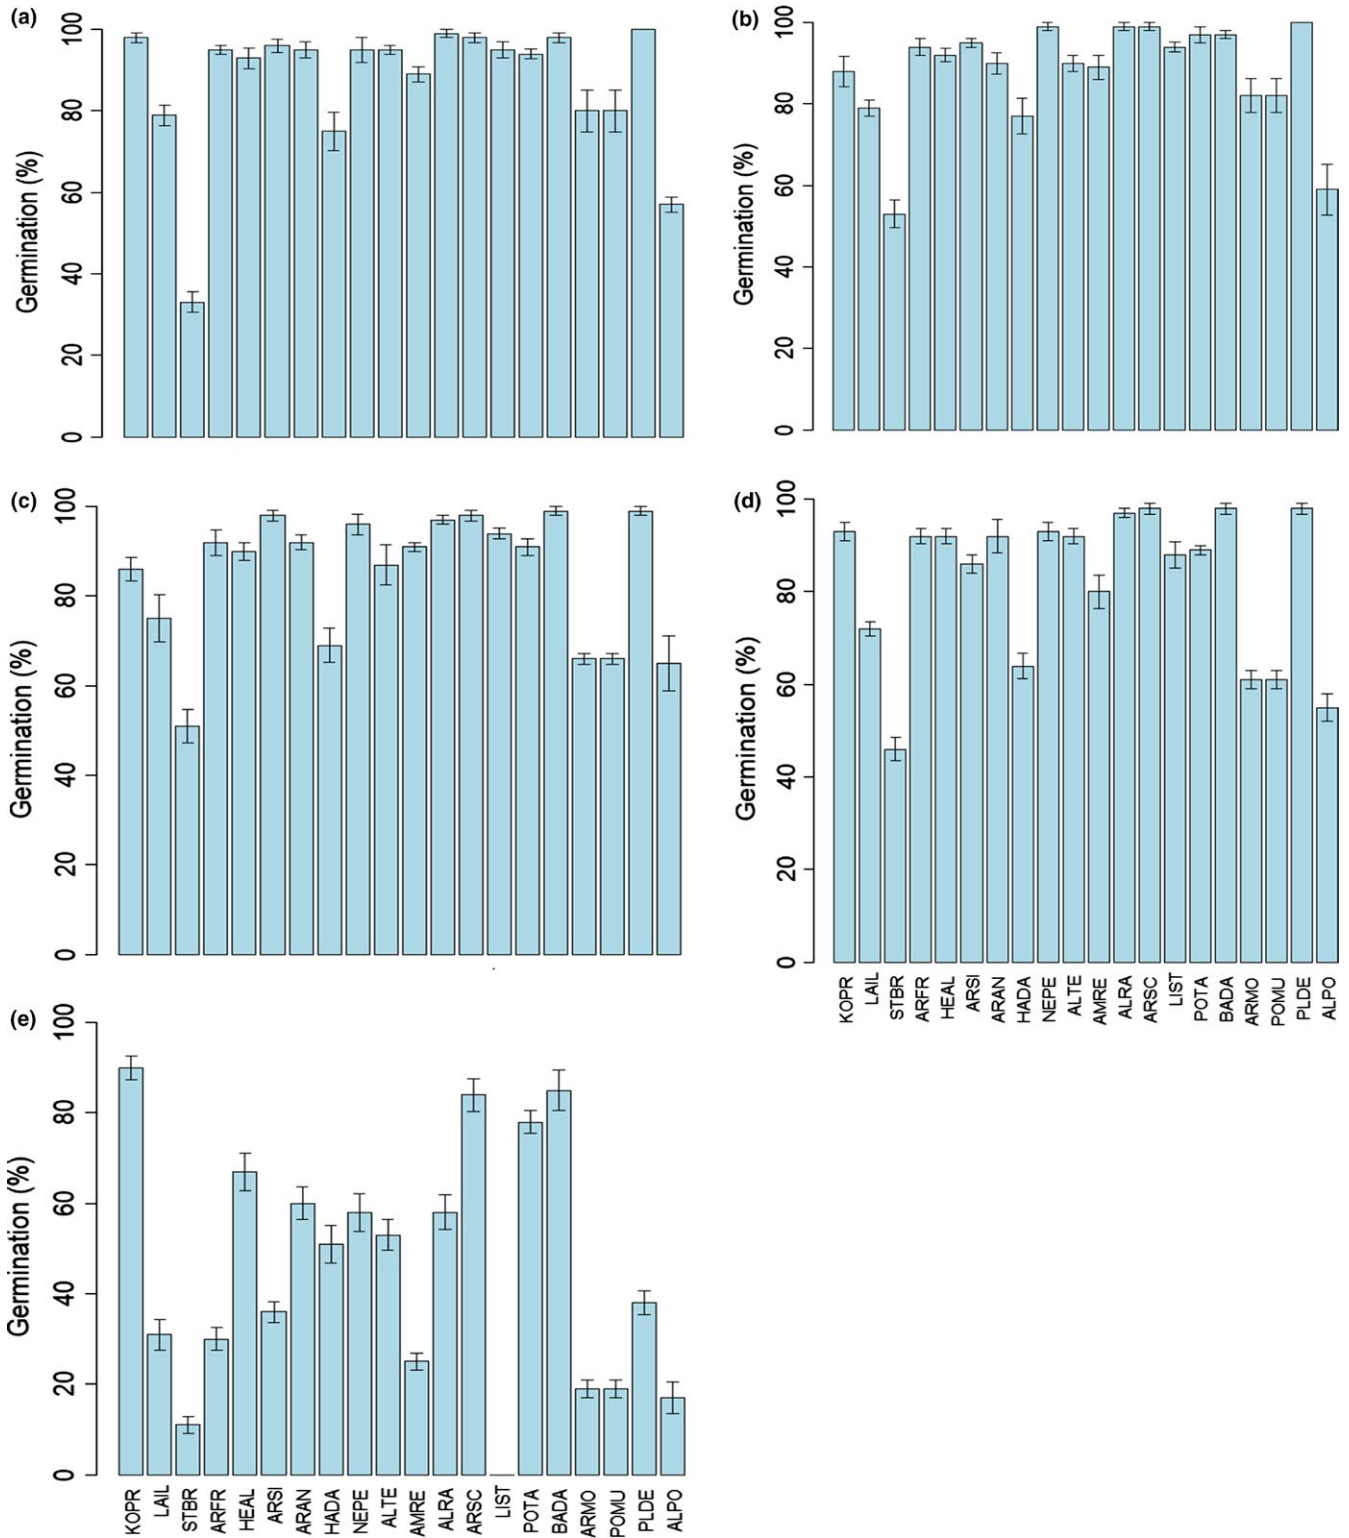 (a)
Germination (%)
100
80
60
40
20
0
(b)
Germination (%)
100
80
60
40
20
0
(c)
Germination (%)
100
80
60
40
20
0
(d)
Germination (%)
100
80
60
40
20
0
KOPR
LAIL
STBR
ARFR
HEAL
ARSI
ARAN
HADA
NEPE
ALTE
AMRE
ALRA
ARSC
LIST
POTA
BADA
ARMO
POMU
PLDE
ALPO
(e)
Germination (%)
100
80
60
40
20
0
KOPR
LAIL
STBR
ARFR
HEAL
ARSI
ARAN
HADA
NEPE
ALTE
AMRE
ALRA
ARSC
LIST
POTA
BADA
ARMO
POMU
PLDE
ALPO